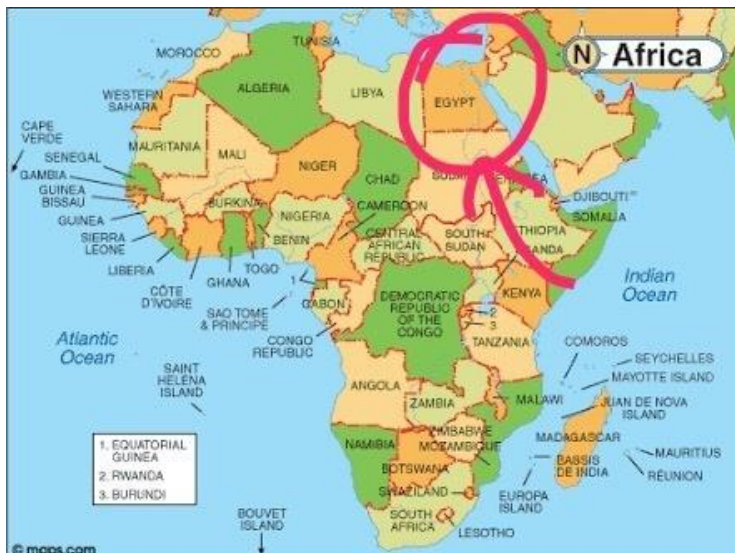 N Africa
MOROCCO
TUNISIA
ALGERIA
LIBYA
EGYPT
WESTERN
SAHARA
CAPE
VERDE
MAURITANIA
MALI
NIGER
CHAD
SENEGAL
GAMBIA
GUINEA
BISSAU
GUINEA
SIERRA
LEONE
LIBERIA
CÔTE
D'IVOIRE
BURKINA
GHANA
TOGO
BENIN
NIGERIA
CAMEROON
CENTRAL
AFRICAN
REPUBLIC
SOUTH
SUDAN
DJIBOUTI
SOMALIA
1
SAO TOME
& PRINCIPE
GABON
CONGO
REPUBLIC
DEMOCRATIC
REPUBLIC
OF THE
CONGO
KENYA
2
3
TANZANIA
Indian
Ocean
Atlantic
Ocean
SAINT
HELENA
ISLAND
COMOROS
SEYCHELLES
MAYOTTE ISLAND
JUAN DE NOVA
ISLAND
ANGOLA
ZAMBIA
MALAWI
ZIMBABWE
MOZAMBIQUE
MADAGASCAR
BASSIS
DE INDIA
MAURITIUS
RÉUNION
EUROPA
ISLAND
NAMIBIA
BOTSWANA
SWAZILAND
SOUTH
AFRICA
LESOTHO
BOUVET
ISLAND
1. EQUATORIAL
GUINEA
2. RWANDA
3. BURUNDI
© maps.com